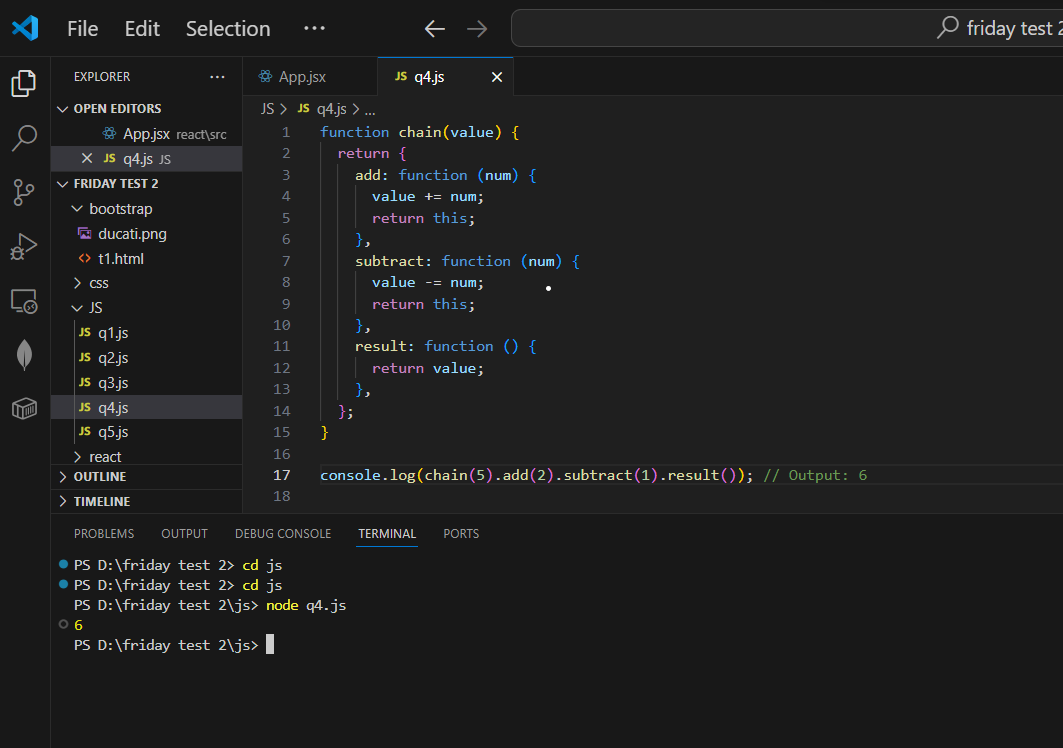 File Edit Selection ··· friday test 2
EXPLORER ···
OPEN EDITORS
App.jsx react\src
JS q4.js JS
FRIDAY TEST 2
bootstrap
ducati.png
<> t1.html
css
JS
JS q1.js
JS q2.js
JS q3.js
JS q4.js
JS q5.js
react
OUTLINE
TIMELINE
App.jsx JS q4.js
JS > JS q4.js > ...
1 function chain(value) {
2 return {
3 add: function (num) {
4 value += num;
5 return this;
6 },
7 subtract: function (num) {
8 value -= num;
9 return this;
10 },
11 result: function () {
12 return value;
13 },
14 };
15 }
16
17 console.log(chain(5).add(2).subtract(1).result()); // Output: 6
18
PROBLEMS OUTPUT DEBUG CONSOLE TERMINAL PORTS
PS D:\friday test 2> cd js
PS D:\friday test 2> cd js
PS D:\friday test 2\js> node q4.js
6
PS D:\friday test 2\js>